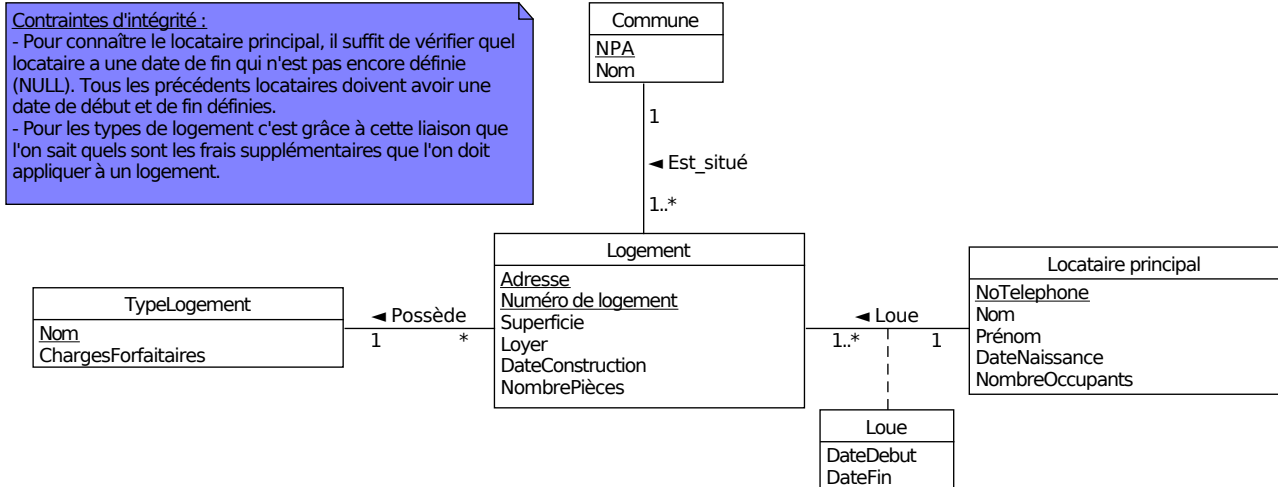 Contraintes d'intégrité :
- Pour connaître le locataire principal, il suffit de vérifier quel
locataire a une date de fin qui n'est pas encore définie
(NULL). Tous les précédents locataires doivent avoir une
date de début et de fin définies.
- Pour les types de logement c'est grâce à cette liaison que
l'on sait quels sont les frais supplémentaires que l'on doit
appliquer à un logement.
Commune
NPA
Nom
1
◄ Est_situé
1..*
TypeLogement
Nom
ChargesForfaitaires
◄ Possède
1 *
Logement
Adresse
Numéro de logement
Superficie
Loyer
DateConstruction
NombrePièces
◄ Loue
1..* 1
Locataire principal
NoTelephone
Nom
Prénom
DateNaissance
NombreOccupants
Loue
DateDebut
DateFin